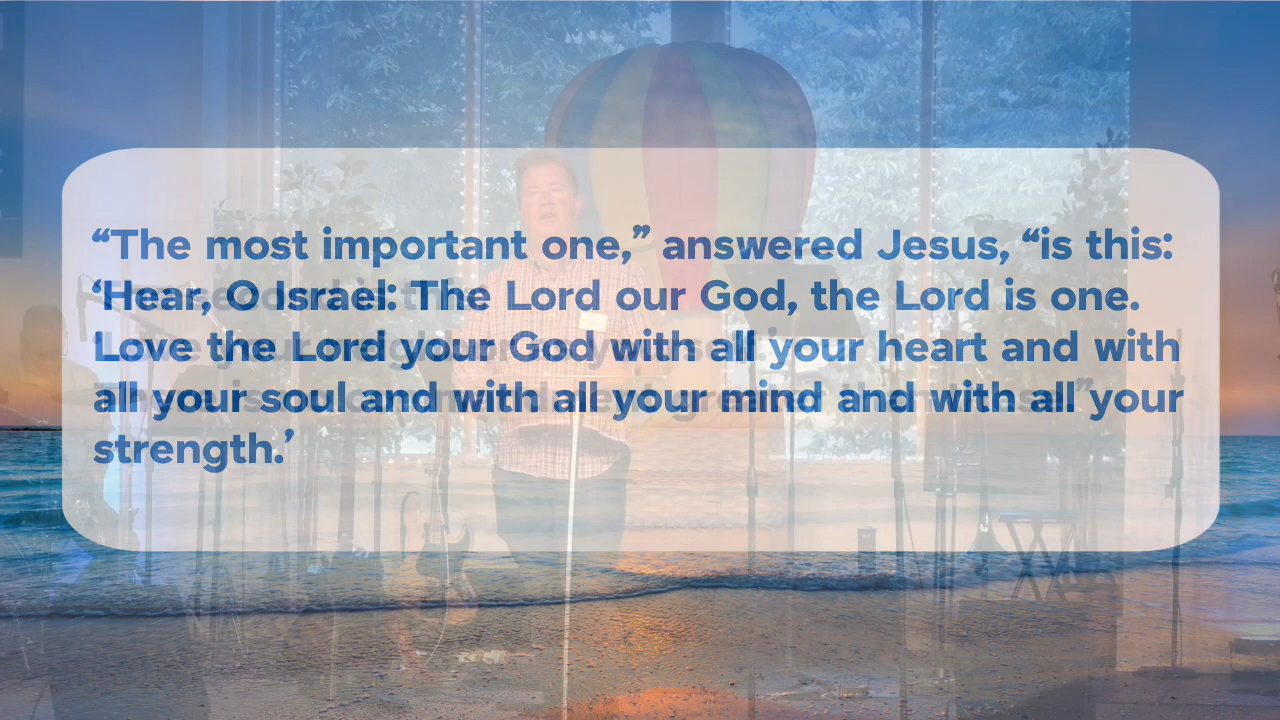 “The most important one,” answered Jesus, “is this:
‘Hear, O Israel: The Lord our God, the Lord is one.
Love the Lord your God with all your heart and with
all your soul and with all your mind and with all your
strength.’